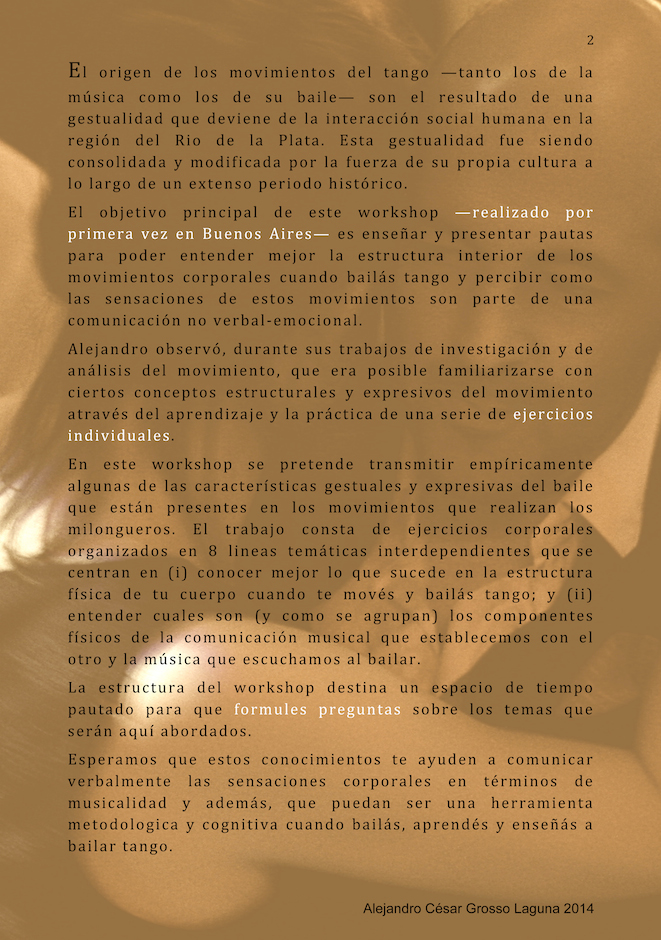 2
El origen de los movimientos del tango —tanto los de la
música como los de su baile— son el resultado de una
gestualidad que deviene de la interacción social humana en la
región del Rio de la Plata. Esta gestualidad fue siendo
consolidada y modificada por la fuerza de su propia cultura a
lo largo de un extenso periodo histórico.
El objetivo principal de este workshop —realizado por
primera vez en Buenos Aires— es enseñar y presentar pautas
para poder entender mejor la estructura interior de los
movimientos corporales cuando bailás tango y percibir como
las sensaciones de estos movimientos son parte de una
comunicación no verbal-emocional.
Alejandro observó, durante sus trabajos de investigación y de
análisis del movimiento, que era posible familiarizarse con
ciertos conceptos estructurales y expresivos del movimiento
através del aprendizaje y la práctica de una serie de ejercicios
individuales.
En este workshop se pretende transmitir empíricamente
algunas de las características gestuales y expresivas del baile
que están presentes en los movimientos que realizan los
milongueros. El trabajo consta de ejercicios corporales
organizados en 8 lineas temáticas interdependientes que se
centran en (i) conocer mejor lo que sucede en la estructura
física de tu cuerpo cuando te movés y bailás tango; y (ii)
entender cuales son (y como se agrupan) los componentes
físicos de la comunicación musical que establecemos con el
otro y la música que escuchamos al bailar.
La estructura del workshop destina un espacio de tiempo
pautado para que formules preguntas sobre los temas que
serán aquí abordados.
Esperamos que estos conocimientos te ayuden a comunicar
verbalmente las sensaciones corporales en términos de
musicalidad y además, que puedan ser una herramienta
metodologica y cognitiva cuando bailás, aprendés y enseñás a
bailar tango.
Alejandro César Grosso Laguna 2014